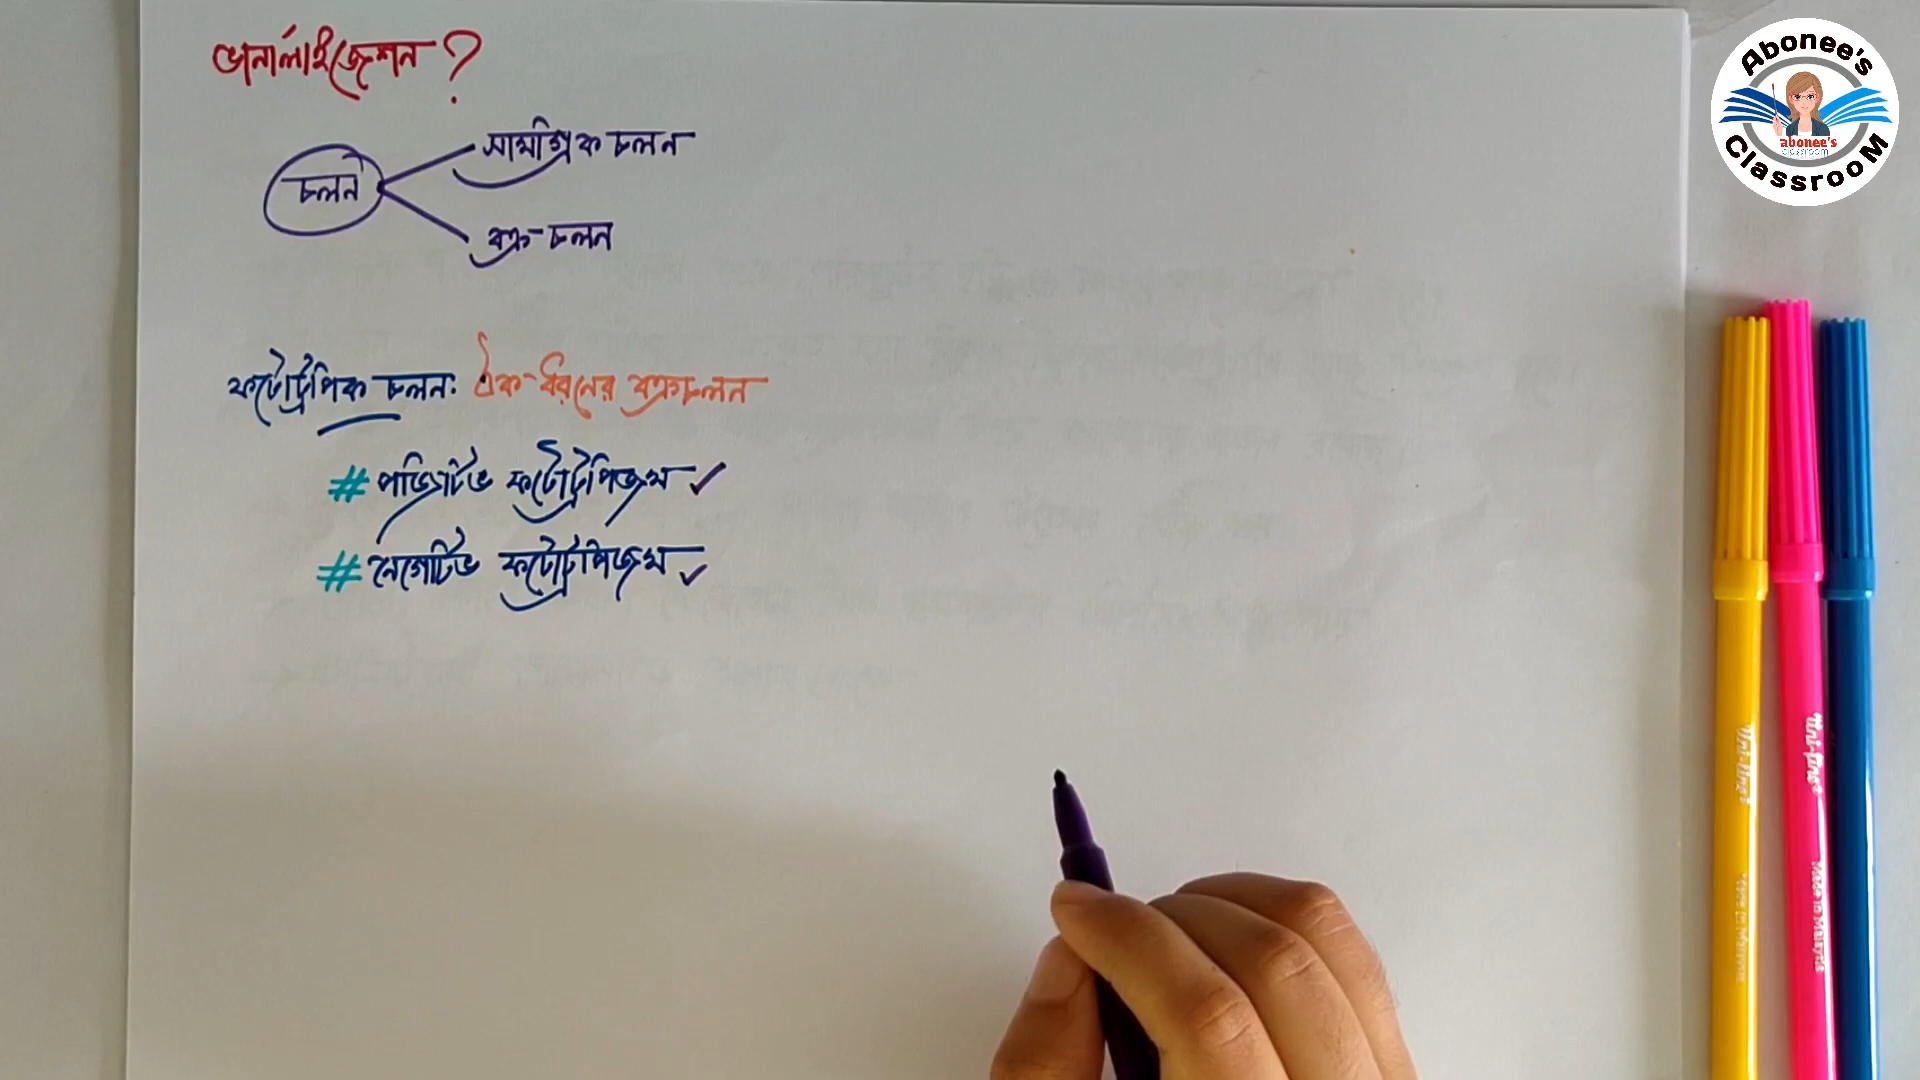 ভার্নালাইজেশন ?
চলন
সামগ্রিক চলন
বক্র চলন
ফটোট্রপিক চলন: এক ধরনের বক্রচলন
# পজিটিভ ফটোট্রপিজম ✓
# নেগেটিভ ফটোট্রপিজম ✓
Abonee's
abonee's
classroom
ClassrooM